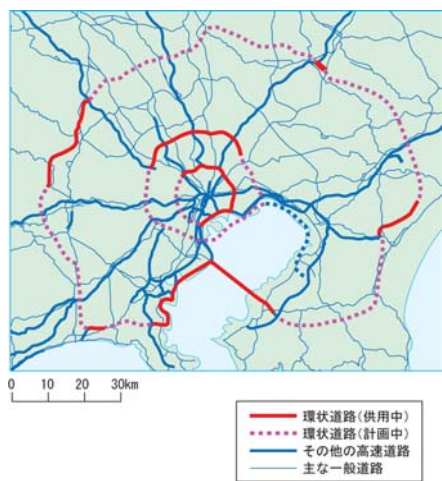 0 10 20 30km
環状道路(供用中)
環状道路(計画中)
その他の高速道路
主な一般道路